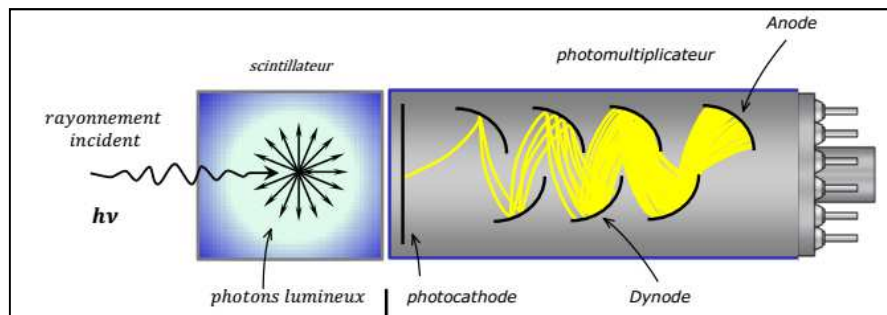 Anode
photomultiplicateur
scintillateur
rayonnement
incident
hν
photons lumineux
photocathode
Dynode